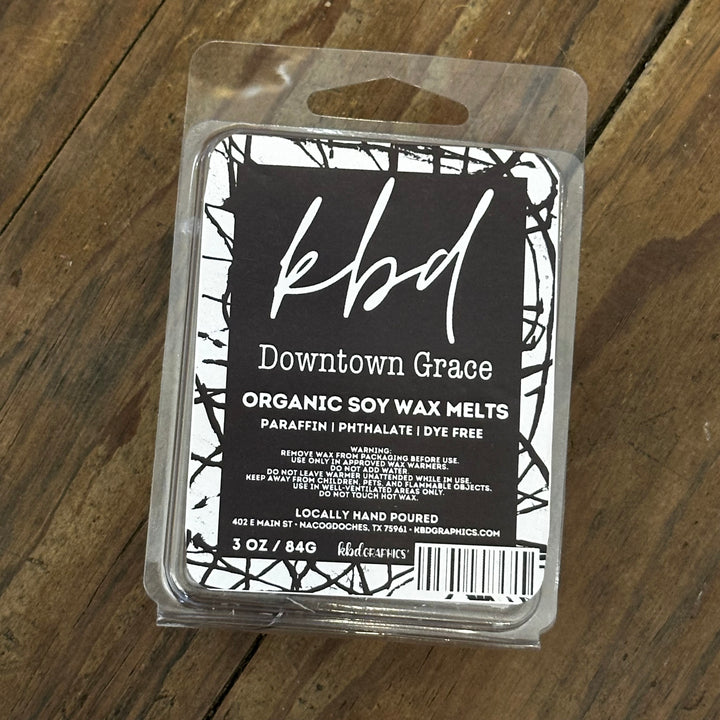 kbd
Downtown Grace
ORGANIC SOY WAX MELTS
PARAFFIN | PHTHALATE | DYE FREE
WARNING:
REMOVE WAX FROM PACKAGING BEFORE USE.
USE ONLY IN APPROVED WAX WARMERS.
DO NOT ADD WATER
DO NOT LEAVE WARMER UNATTENDED WHILE IN USE.
KEEP AWAY FROM CHILDREN, PETS, AND FLAMMABLE OBJECTS.
USE IN WELL-VENTILATED AREAS ONLY.
DO NOT TOUCH HOT WAX.
LOCALLY HAND POURED
402 E MAIN ST • NACOGDOCHES, TX 75961 • KBDGRAPHICS.COM
3 OZ / 84G kbdGRAPHICS